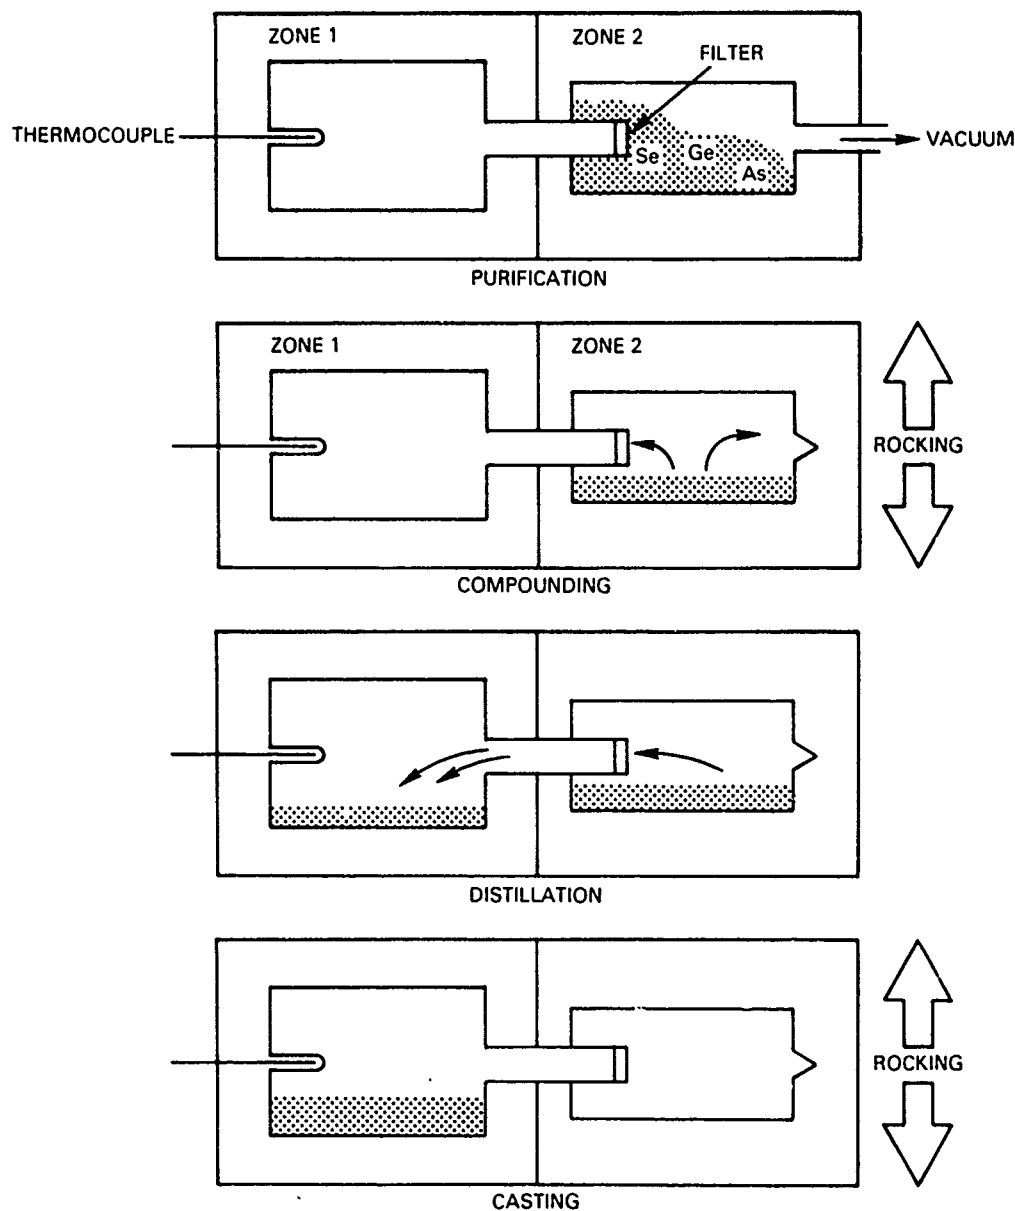 ZONE 1
ZONE 2
FILTER
THERMOCOUPLE
VACUUM
Se
Ge
As
PURIFICATION
ZONE 1
ZONE 2
ROCKING
COMPOUNDING
DISTILLATION
ROCKING
CASTING